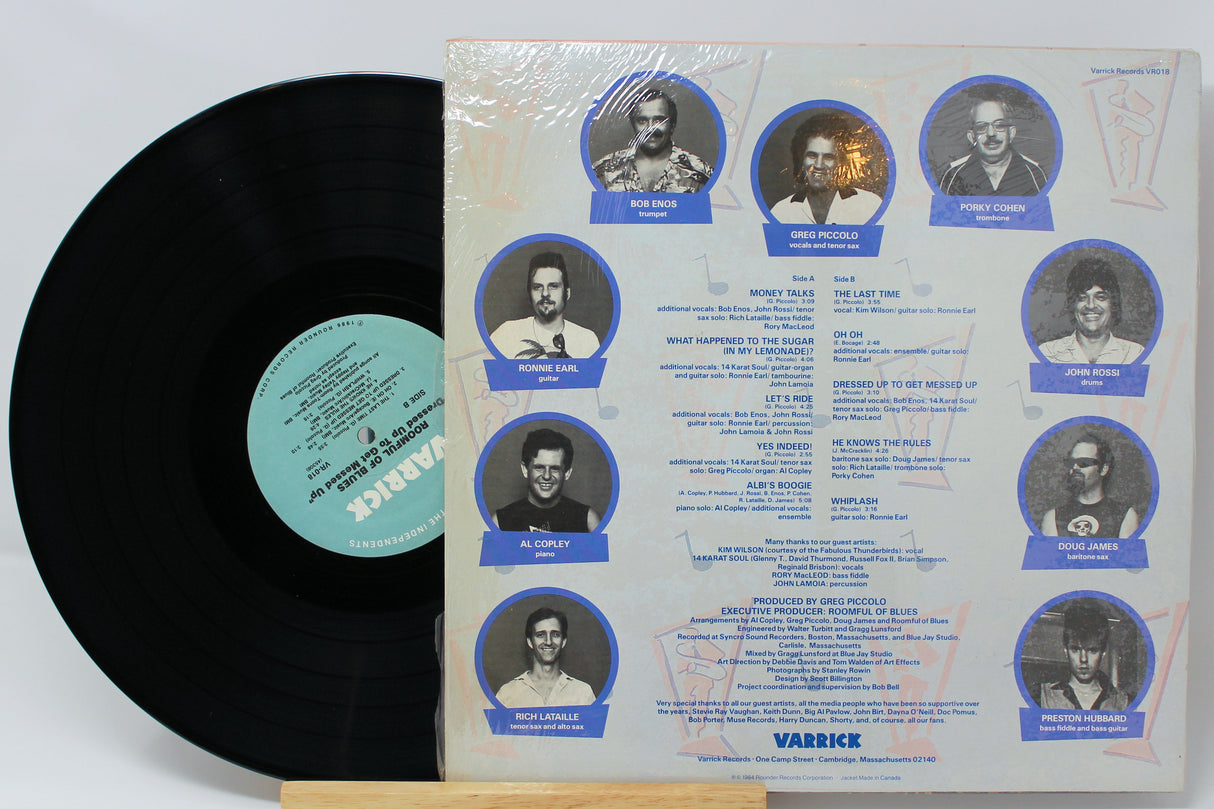 Varrick Records VR018
BOB ENOS
trumpet
GREG PICCOLO
vocals and tenor sax
PORKY COHEN
trombone
RONNIE EARL
guitar
JOHN ROSSI
drums
AL COPLEY
piano
DOUG JAMES
baritone sax
RICH LATAILLE
tenor sax and alto sax
PRESTON HUBBARD
bass fiddle and bass guitar
Side A
MONEY TALKS
(G. Piccolo) 3:09
additional vocals: Bob Enos, John Rossi/ tenor
sax solo: Rich Lataille/ bass fiddle:
Rory MacLeod
WHAT HAPPENED TO THE SUGAR
(IN MY LEMONADE)?
(G. Piccolo) 4:06
additional vocals: 14 Karat Soul/ guitar-organ
and guitar solo: Ronnie Earl/ tambourine:
John Lamoia
LET'S RIDE
(G. Piccolo) 4:25
additional vocals: Bob Enos, John Rossi/
guitar solo: Ronnie Earl/ percussion:
John Lamoia & John Rossi
YES INDEED!
(G. Piccolo) 2:55
additional vocals: 14 Karat Soul/ tenor sax
solo: Greg Piccolo/ organ: Al Copley
ALBI'S BOOGIE
(A. Copley, P. Hubbard, J. Rossi, B. Enos, P. Cohen,
R. Lataille, D. James) 5:08
piano solo: Al Copley/ additional vocals:
ensemble
Side B
THE LAST TIME
(G. Piccolo) 3:55
vocal: Kim Wilson/ guitar solo: Ronnie Earl
OH OH
(E. Bocage) 2:48
additional vocals: ensemble/ guitar solo:
Ronnie Earl
DRESSED UP TO GET MESSED UP
(G. Piccolo) 3:10
additional vocals: Bob Enos, 14 Karat Soul/
tenor sax solo: Greg Piccolo/ bass fiddle:
Rory MacLeod
HE KNOWS THE RULES
(J. McCracklin) 4:26
baritone sax solo: Doug James/ tenor sax
solo: Rich Lataille/ trombone solo:
Porky Cohen
WHIPLASH
(G. Piccolo) 3:16
guitar solo: Ronnie Earl
Many thanks to our guest artists:
KIM WILSON (courtesy of the Fabulous Thunderbirds): vocal
14 KARAT SOUL (Glenny T., David Thurmond, Russell Fox II, Brian Simpson,
Reginald Brisbon): vocals
RORY MacLEOD: bass fiddle
JOHN LAMOIA: percussion
PRODUCED BY GREG PICCOLO
EXECUTIVE PRODUCER: ROOMFUL OF BLUES
Arrangements by Al Copley, Greg Piccolo, Doug James and Roomful of Blues
Engineered by Walter Turbitt and Gragg Lunsford
Recorded at Syncro Sound Recorders, Boston, Massachusetts, and Blue Jay Studio,
Carlisle, Massachusetts
Mixed by Gragg Lunsford at Blue Jay Studio
Art Direction by Debbie Davis and Tom Walden of Art Effects
Photographs by Stanley Rowin
Design by Scott Billington
Project coordination and supervision by Bob Bell
Very special thanks to all our guest artists, all the media people who have been so supportive over
the years, Stevie Ray Vaughan, Keith Dunn, Big Al Pavlow, John Birt, Dayna O'Neill, Doc Pomus,
Bob Porter, Muse Records, Harry Duncan, Shorty, and, of course, all our fans.
VARRICK
Varrick Records · One Camp Street · Cambridge, Massachusetts 02140
℗ © 1984 Rounder Records Corporation · Jacket Made in Canada
THE INDEPENDENTS
VARRICK
VR-018
ROOMFUL OF BLUES
"Dressed Up To Get Messed Up"
SIDE B
1. THE LAST TIME (G. Piccolo) 3:55
℗ 1986 ROUNDER RECORDS CORP.